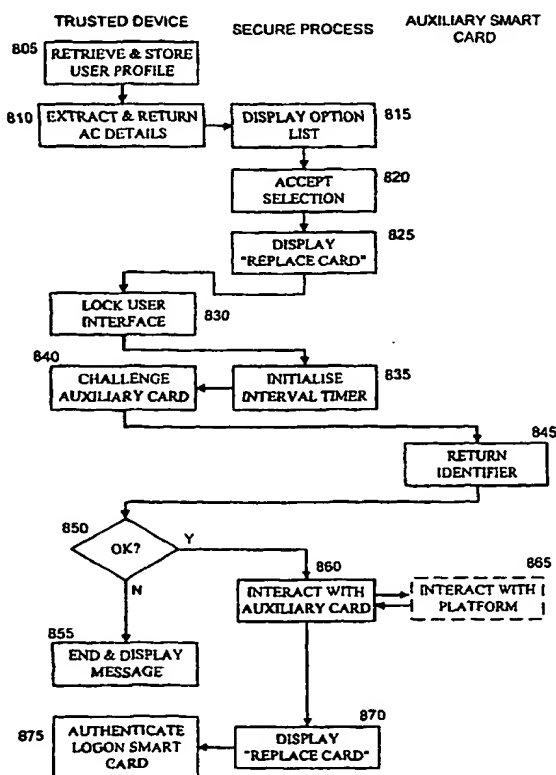 TRUSTED DEVICE
SECURE PROCESS
AUXILIARY SMART
CARD
805
RETRIEVE & STORE
USER PROFILE
810
EXTRACT & RETURN
AC DETAILS
DISPLAY OPTION
LIST
815
ACCEPT
SELECTION
820
DISPLAY
"REPLACE CARD"
825
LOCK USER
INTERFACE
830
840
CHALLENGE
AUXILIARY CARD
INITIALISE
INTERVAL TIMER
835
845
RETURN
IDENTIFIER
850
OK?
Y
N
860
INTERACT WITH
AUXILIARY CARD
865
INTERACT WITH
PLATFORM
855
END & DISPLAY
MESSAGE
870
875
AUTHENTICATE
LOGON SMART
CARD
DISPLAY
"REPLACE CARD"